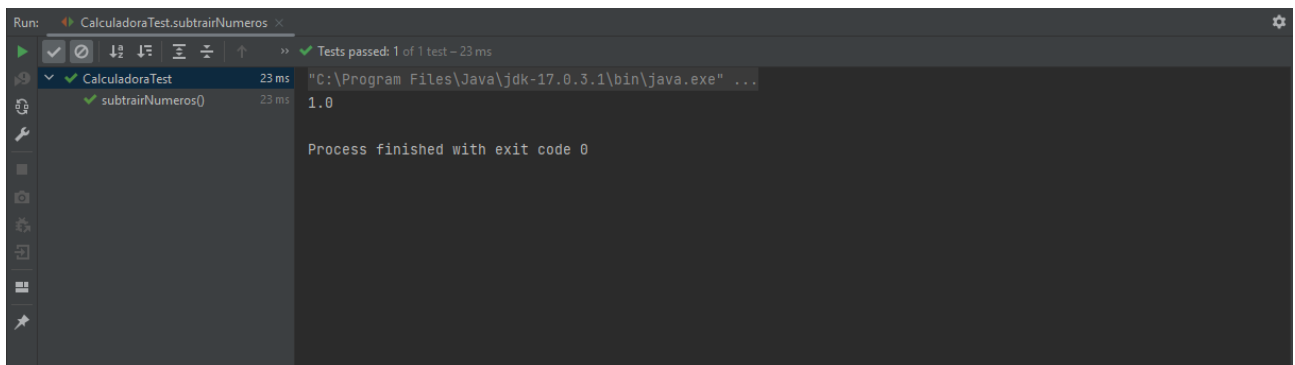 Run: CalculadoraTest.subtrairNumeros
Tests passed: 1 of 1 test – 23 ms
CalculadoraTest 23 ms
subtrairNumeros() 23 ms
"C:\Program Files\Java\jdk-17.0.3.1\bin\java.exe" ...
1.0
Process finished with exit code 0